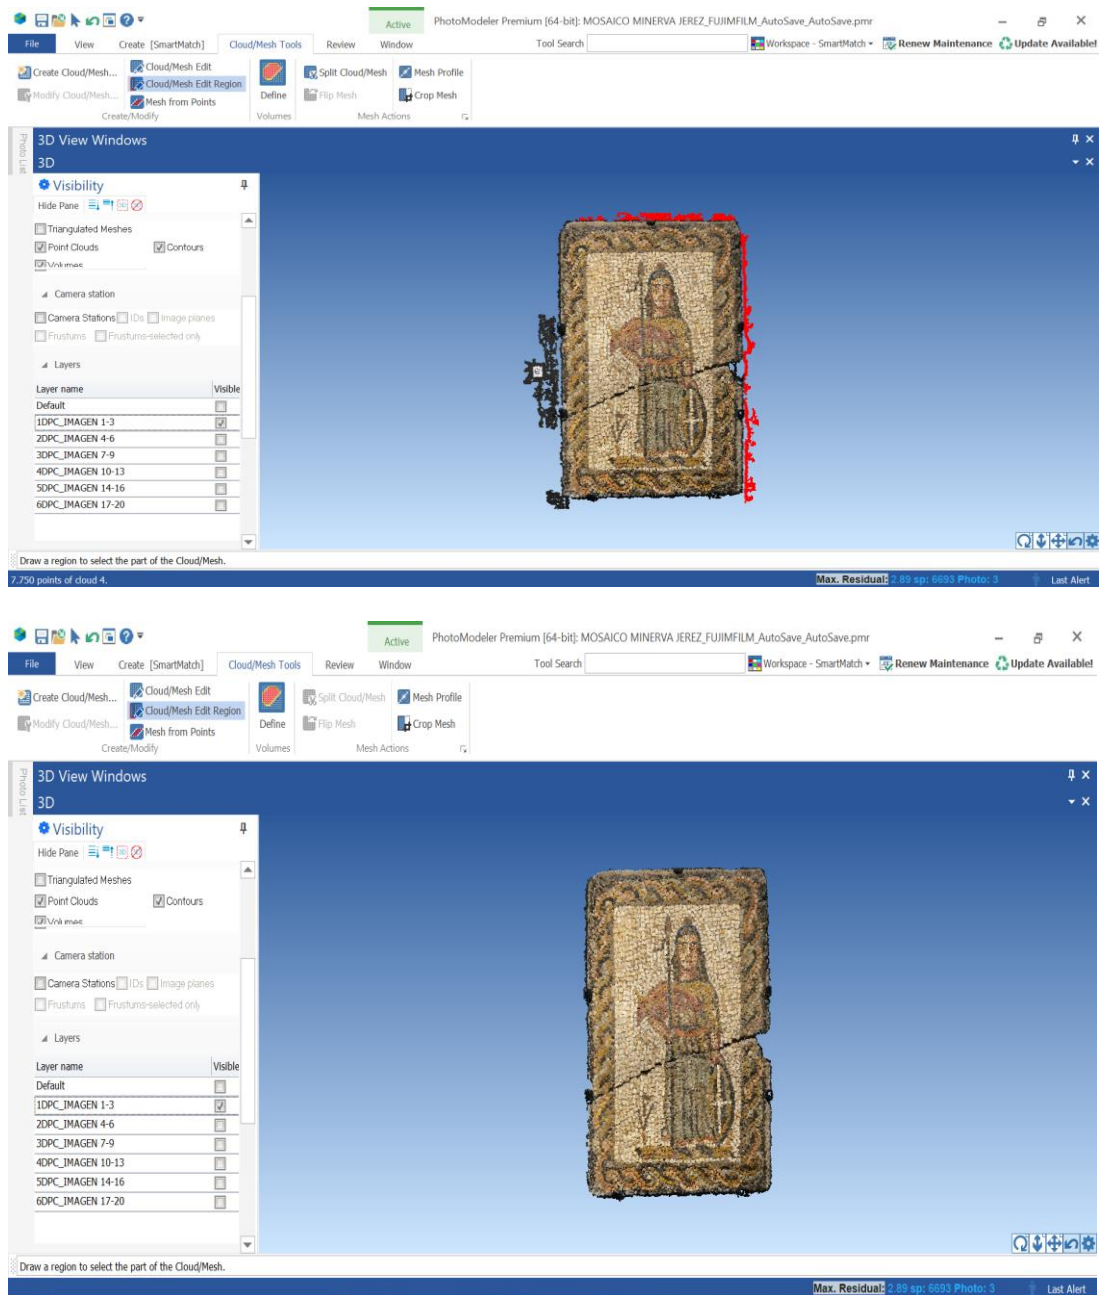 Active
PhotoModeler Premium [64-bit]: MOSAICO MINERVA JEREZ_FUJIMFILM_AutoSave_AutoSave.pmr
File View Create [SmartMatch] Cloud/Mesh Tools Review Window Tool Search Workspace - SmartMatch Renew Maintenance Update Available!
Create Cloud/Mesh... Cloud/Mesh Edit Split Cloud/Mesh Mesh Profile
Modify Cloud/Mesh... Cloud/Mesh Edit Region Define Flip Mesh Crop Mesh
Mesh from Points
Create/Modify Volumes Mesh Actions
Photo List
3D View Windows
3D
Visibility
Hide Pane
Triangulated Meshes
Point Clouds Contours
Volumes
Camera station
Camera Stations IDs Image planes
Frustums Frustums-selected only
Layers
Layer name Visible
Default
1DPC_IMAGEN 1-3
2DPC_IMAGEN 4-6
3DPC_IMAGEN 7-9
4DPC_IMAGEN 10-13
5DPC_IMAGEN 14-16
6DPC_IMAGEN 17-20
Draw a region to select the part of the Cloud/Mesh.
7.750 points of cloud 4. Max. Residual: 2.89 sp: 6693 Photo: 3 Last Alert
Active
PhotoModeler Premium [64-bit]: MOSAICO MINERVA JEREZ_FUJIMFILM_AutoSave_AutoSave.pmr
File View Create [SmartMatch] Cloud/Mesh Tools Review Window Tool Search Workspace - SmartMatch Renew Maintenance Update Available!
Create Cloud/Mesh... Cloud/Mesh Edit Split Cloud/Mesh Mesh Profile
Modify Cloud/Mesh... Cloud/Mesh Edit Region Define Flip Mesh Crop Mesh
Mesh from Points
Create/Modify Volumes Mesh Actions
Photo List
3D View Windows
3D
Visibility
Hide Pane
Triangulated Meshes
Point Clouds Contours
Volumes
Camera station
Camera Stations IDs Image planes
Frustums Frustums-selected only
Layers
Layer name Visible
Default
1DPC_IMAGEN 1-3
2DPC_IMAGEN 4-6
3DPC_IMAGEN 7-9
4DPC_IMAGEN 10-13
5DPC_IMAGEN 14-16
6DPC_IMAGEN 17-20
Draw a region to select the part of the Cloud/Mesh.
Max. Residual: 2.89 sp: 6693 Photo: 3 Last Alert